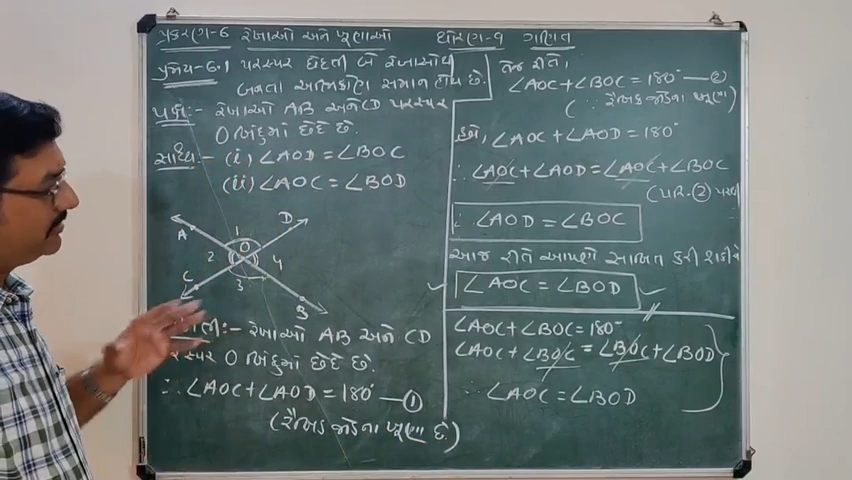 પ્રકરણ-6 રેખાઓ અને ખૂણાઓ ધોરણ-૧ ગણિત
પ્રમેય-6.1 પરસ્પર છેદતી બે રેખાઓથી
બનતા અભિકોણ સમાન હોય છે.
પક્ષ:- રેખાઓ AB અને CD પરસ્પર
O બિંદુમાં છેદે છે.
સાધ્ય:- (i) ∠AOD = ∠BOC
(ii) ∠AOC = ∠BOD
A
D
C
B
O
1
2
3
4
:- રેખાઓ AB અને CD
પરસ્પર O બિંદુમાં છેદે છે.
∴ ∠AOC + ∠AOD = 180° — ①
(રૈખિક જોડના ખૂણા છે.)
તેજ રીતે,
∠AOC + ∠BOC = 180° — ②
(∵ રૈખિક જોડના ખૂણા)
હવે, ∠AOC + ∠AOD = 180°
∴ ∠AOC + ∠AOD = ∠AOC + ∠BOC
(પરિ. ② પરથી)
∴ ∠AOD = ∠BOC
આજ રીતે આપણે સાબિત કરી શકીએ
∠AOC = ∠BOD
∠AOC + ∠BOC = 180°
∠AOC + ∠BOC = ∠BOC + ∠BOD
∴ ∠AOC = ∠BOD